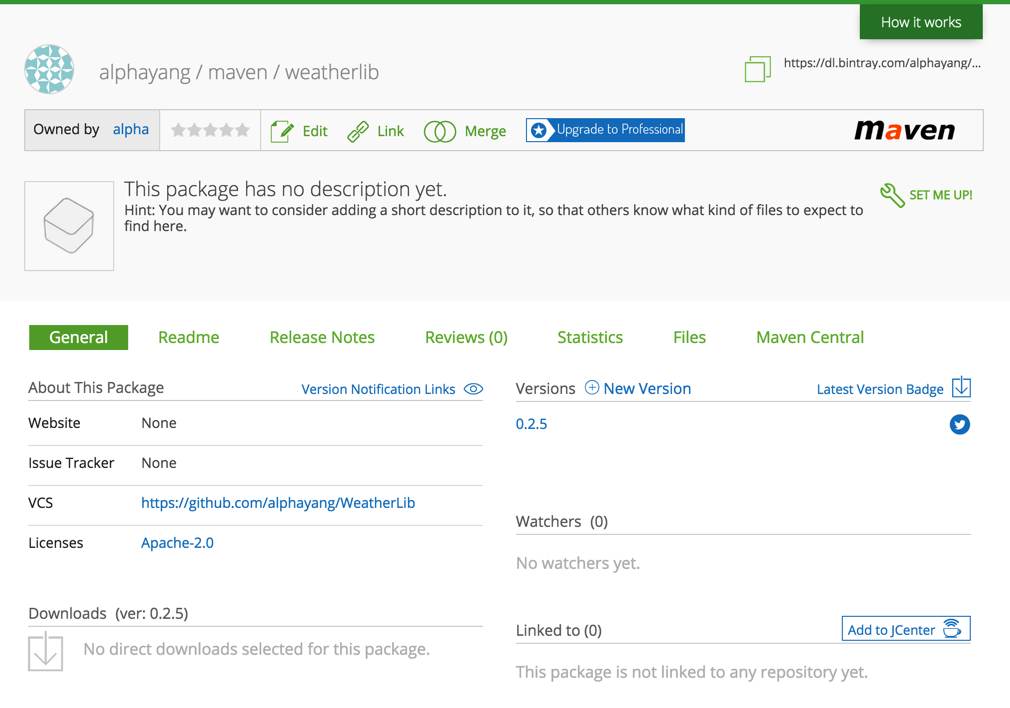 How it works
alphayang / maven / weatherlib
https://dl.bintray.com/alphayang/...
Owned by alpha
Edit
Link
Merge
Upgrade to Professional
maven
This package has no description yet.
Hint: You may want to consider adding a short description to it, so that others know what kind of files to expect to
find here.
SET ME UP!
General
Readme
Release Notes
Reviews (0)
Statistics
Files
Maven Central
About This Package
Version Notification Links
Website None
Issue Tracker None
VCS https://github.com/alphayang/WeatherLib
Licenses Apache-2.0
Downloads (ver: 0.2.5)
No direct downloads selected for this package.
Versions New Version
Latest Version Badge
0.2.5
Watchers (0)
No watchers yet.
Linked to (0)
Add to JCenter
This package is not linked to any repository yet.